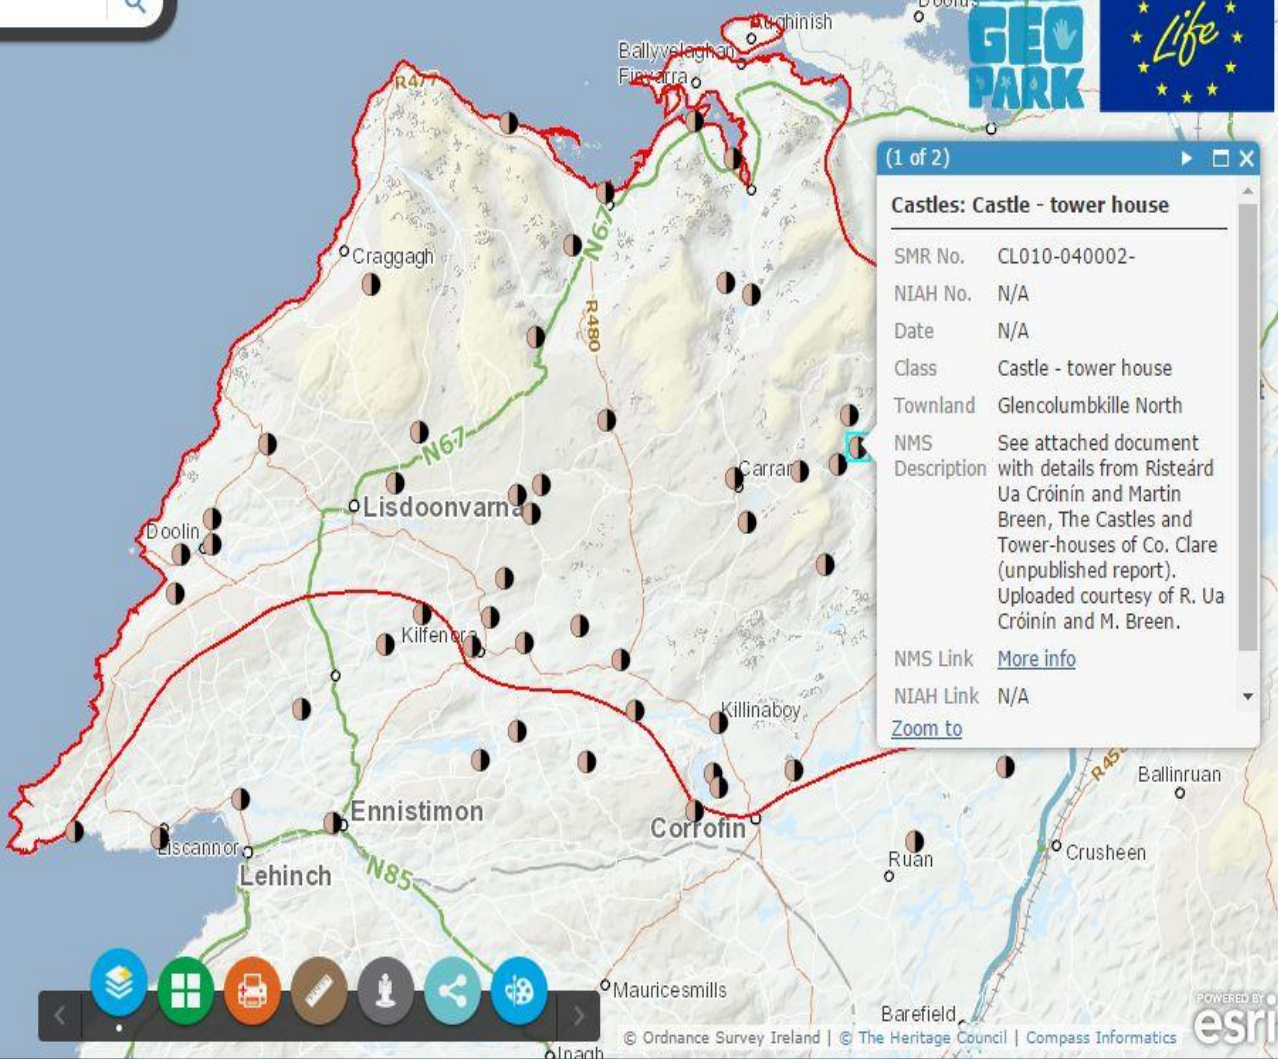 Aughinish
Doorus
Ballyvelaghan
Finvarra
R477
GEO
PARK
Life
N67
Craggagh
R480
N67
Carran
Lisdoonvarna
Doolin
Kilfenora
Killinaboy
Ennistimon
Corrofin
Liscannor
Lehinch
N85
Ruan
Crusheen
Ballinruan
R458
Mauricesmills
Barefield
Inagh
(1 of 2)
Castles: Castle - tower house
SMR No. CL010-040002-
NIAH No. N/A
Date N/A
Class Castle - tower house
Townland Glencolumbkille North
NMS See attached document
Description with details from Risteárd
Ua Cróinín and Martin
Breen, The Castles and
Tower-houses of Co. Clare
(unpublished report).
Uploaded courtesy of R. Ua
Cróinín and M. Breen.
NMS Link More info
NIAH Link N/A
Zoom to
© Ordnance Survey Ireland | © The Heritage Council | Compass Informatics
POWERED BY
esri